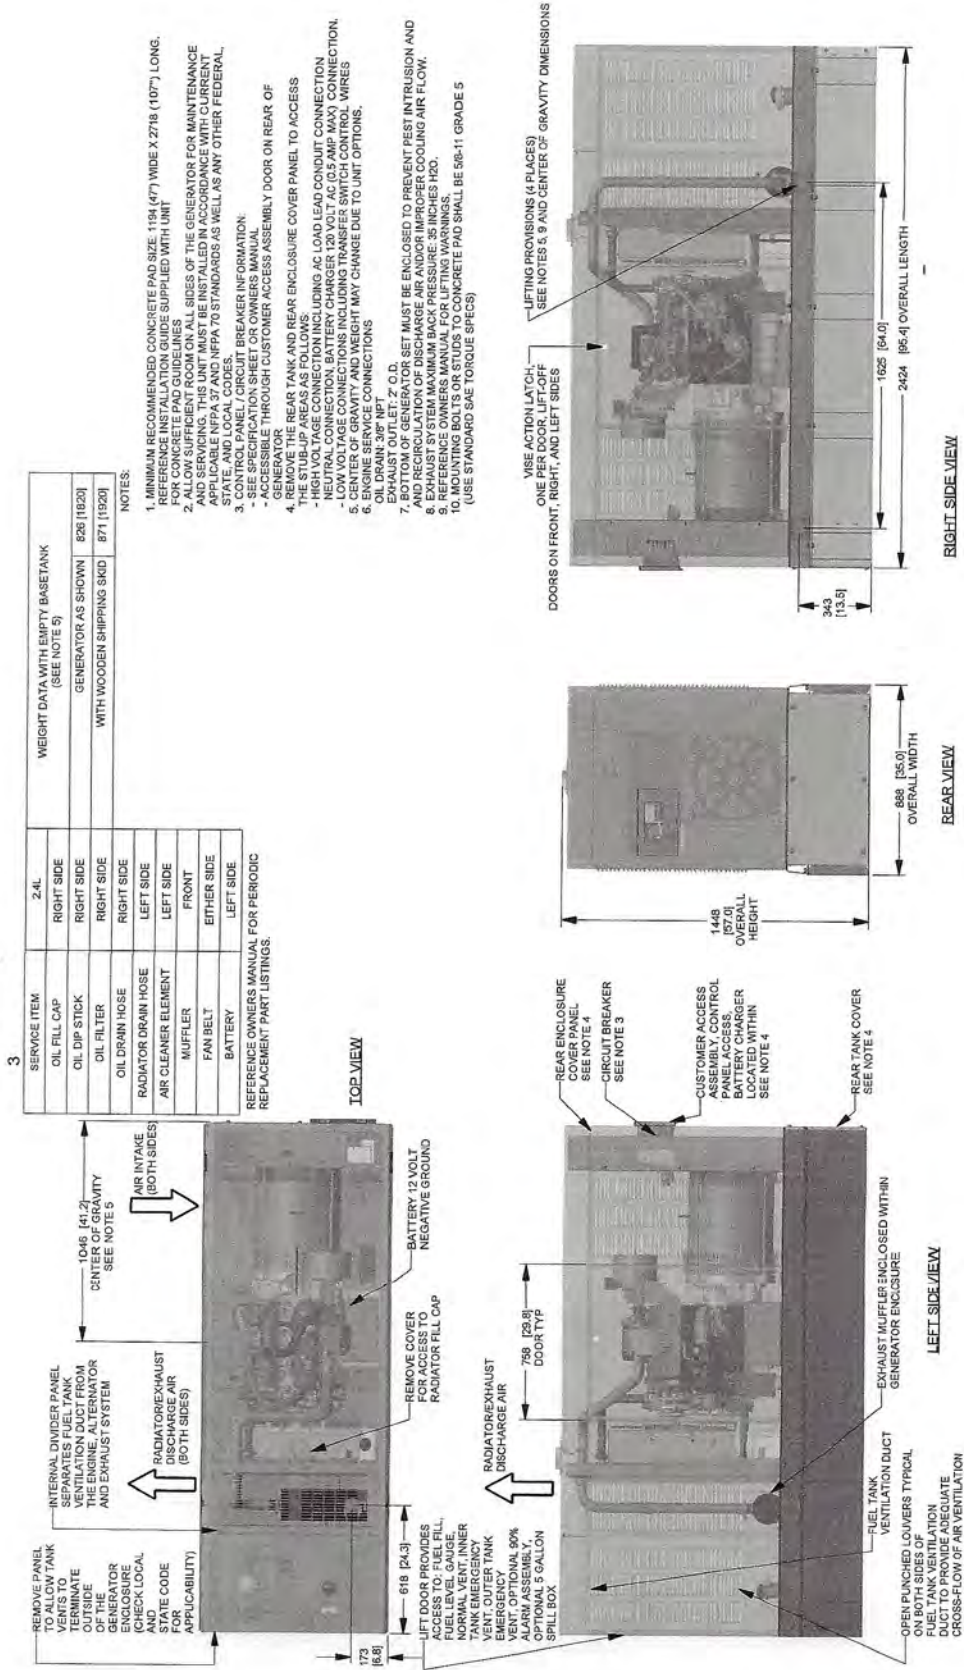 3
SERVICE ITEM 2.4L
OIL FILL CAP RIGHT SIDE
OIL DIP STICK RIGHT SIDE
OIL FILTER RIGHT SIDE
OIL DRAIN HOSE RIGHT SIDE
RADIATOR DRAIN HOSE LEFT SIDE
AIR CLEANER ELEMENT LEFT SIDE
MUFFLER FRONT
FAN BELT EITHER SIDE
BATTERY LEFT SIDE
REFERENCE OWNERS MANUAL FOR PERIODIC
REPLACEMENT PART LISTINGS.
WEIGHT DATA WITH EMPTY BASETANK
(SEE NOTE 5)
GENERATOR AS SHOWN 826 [1820]
WITH WOODEN SHIPPING SKID 871 [1920]
NOTES:
1. MINIMUM RECOMMENDED CONCRETE PAD SIZE: 1194 (47") WIDE X 2718 (107") LONG.
REFERENCE INSTALLATION GUIDE SUPPLIED WITH UNIT
FOR CONCRETE PAD GUIDELINES
2. ALLOW SUFFICIENT ROOM ON ALL SIDES OF THE GENERATOR FOR MAINTENANCE
AND SERVICING. THIS UNIT MUST BE INSTALLED IN ACCORDANCE WITH CURRENT
APPLICABLE NFPA 37 AND NFPA 70 STANDARDS AS WELL AS ANY OTHER FEDERAL,
STATE, AND LOCAL CODES.
3. CONTROL PANEL / CIRCUIT BREAKER INFORMATION:
- SEE SPECIFICATION SHEET OR OWNERS MANUAL
- ACCESSIBLE THROUGH CUSTOMER ACCESS ASSEMBLY DOOR ON REAR OF
GENERATOR
4. REMOVE THE REAR TANK AND REAR ENCLOSURE COVER PANEL TO ACCESS
THE STUB-UP AREAS AS FOLLOWS:
- HIGH VOLTAGE CONNECTION INCLUDING AC LOAD LEAD CONDUIT CONNECTION
NEUTRAL CONNECTION, BATTERY CHARGER 120 VOLT AC (0.5 AMP MAX) CONNECTION.
- LOW VOLTAGE CONNECTIONS INCLUDING TRANSFER SWITCH CONTROL WIRES
5. CENTER OF GRAVITY AND WEIGHT MAY CHANGE DUE TO UNIT OPTIONS.
6. ENGINE SERVICE CONNECTIONS
OIL DRAIN: 3/8" NPT
EXHAUST OUTLET: 2" O.D.
7. BOTTOM OF GENERATOR SET MUST BE ENCLOSED TO PREVENT PEST INTRUSION AND
AND RECIRCULATION OF DISCHARGE AIR AND/OR IMPROPER COOLING AIR FLOW.
8. EXHAUST SYSTEM MAXIMUM BACK PRESSURE: 35 INCHES H2O.
9. REFERENCE OWNERS MANUAL FOR LIFTING WARNINGS.
10. MOUNTING BOLTS OR STUDS TO CONCRETE PAD SHALL BE 5/8-11 GRADE 5
(USE STANDARD SAE TORQUE SPECS)
REMOVE PANEL
TO ALLOW TANK
VENTS TO
TERMINATE
OUTSIDE
OF THE
GENERATOR
ENCLOSURE
(CHECK LOCAL
AND
STATE CODE
FOR
APPLICABILITY)
INTERNAL DIVIDER PANEL
SEPARATES FUEL TANK
VENTILATION DUCT FROM
THE ENGINE, ALTERNATOR
AND EXHAUST SYSTEM
RADIATOR/EXHAUST
DISCHARGE AIR
(BOTH SIDES)
1046 [41.2]
CENTER OF GRAVITY
SEE NOTE 5
AIR INTAKE
(BOTH SIDES)
173
[6.8]
618 [24.3]
REMOVE COVER
FOR ACCESS TO
RADIATOR FILL CAP
BATTERY 12 VOLT
NEGATIVE GROUND
TOP VIEW
LIFT DOOR PROVIDES
ACCESS TO: FUEL FILL,
FUEL LEVEL GAUGE,
NORMAL VENT, INNER
TANK EMERGENCY
VENT, OUTER TANK
EMERGENCY
VENT, OPTIONAL 90%
ALARM ASSEMBLY,
OPTIONAL 5 GALLON
SPILL BOX
RADIATOR/EXHAUST
DISCHARGE AIR
758 [29.8]
DOOR TYP
REAR ENCLOSURE
COVER PANEL
SEE NOTE 4
CIRCUIT BREAKER
SEE NOTE 3
CUSTOMER ACCESS
ASSEMBLY, CONTROL
PANEL ACCESS,
BATTERY CHARGER
LOCATED WITHIN
SEE NOTE 4
REAR TANK COVER
SEE NOTE 4
OPEN PUNCHED LOUVERS TYPICAL
ON BOTH SIDES OF
FUEL TANK VENTILATION
DUCT TO PROVIDE ADEQUATE
CROSS-FLOW OF AIR VENTILATION
FUEL TANK
VENTILATION DUCT
EXHAUST MUFFLER ENCLOSED WITHIN
GENERATOR ENCLOSURE
LEFT SIDE VIEW
1448
[57.0]
OVERALL
HEIGHT
888 [35.0]
OVERALL WIDTH
REAR VIEW
VISE ACTION LATCH,
ONE PER DOOR, LIFT-OFF
DOORS ON FRONT, RIGHT, AND LEFT SIDES
LIFTING PROVISIONS (4 PLACES)
SEE NOTES 5, 9 AND CENTER OF GRAVITY DIMENSIONS
343
[13.5]
1625 [64.0]
2424 [95.4] OVERALL LENGTH
RIGHT SIDE VIEW